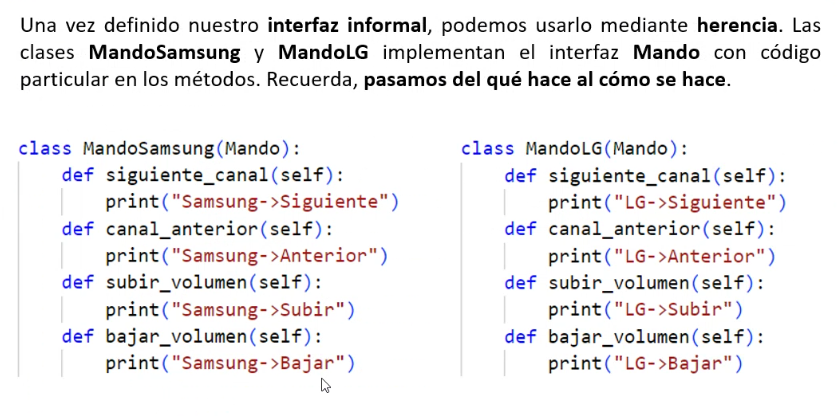 Una vez definido nuestro interfaz informal, podemos usarlo mediante herencia. Las
clases MandoSamsung y MandoLG implementan el interfaz Mando con código
particular en los métodos. Recuerda, pasamos del qué hace al cómo se hace.
class MandoSamsung(Mando):
    def siguiente_canal(self):
        print("Samsung->Siguiente")
    def canal_anterior(self):
        print("Samsung->Anterior")
    def subir_volumen(self):
        print("Samsung->Subir")
    def bajar_volumen(self):
        print("Samsung->Bajar")
class MandoLG(Mando):
    def siguiente_canal(self):
        print("LG->Siguiente")
    def canal_anterior(self):
        print("LG->Anterior")
    def subir_volumen(self):
        print("LG->Subir")
    def bajar_volumen(self):
        print("LG->Bajar")